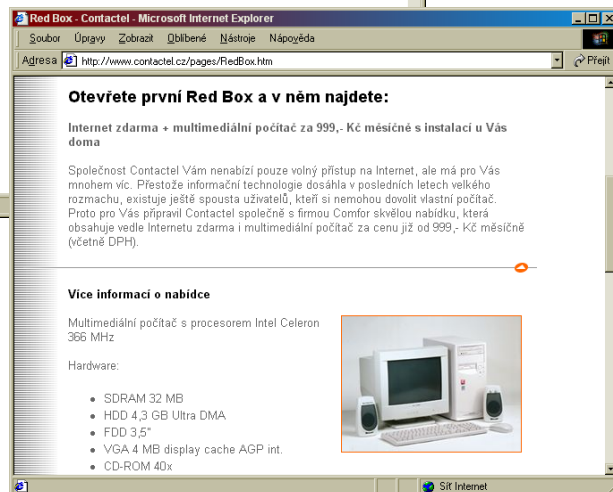 Red Box - Contactel - Microsoft Internet Explorer
Soubor Úpravy Zobrazit Oblíbené Nástroje Nápověda
Adresa http://www.contactel.cz/pages/RedBox.htm Přejít
Otevřete první Red Box a v něm najdete:
Internet zdarma + multimediální počítač za 999,- Kč měsíčně s instalací u Vás
doma
Společnost Contactel Vám nenabízí pouze volný přístup na Internet, ale má pro Vás
mnohem víc. Přestože informační technologie dosáhla v posledních letech velkého
rozmachu, existuje ještě spousta uživatelů, kteří si nemohou dovolit vlastní počítač.
Proto pro Vás připravil Contactel společně s firmou Comfor skvělou nabídku, která
obsahuje vedle Internetu zdarma i multimediální počítač za cenu již od 999,- Kč měsíčně
(včetně DPH).
Více informací o nabídce
Multimediální počítač s procesorem Intel Celeron
366 MHz
Hardware:
SDRAM 32 MB
HDD 4,3 GB Ultra DMA
FDD 3,5"
VGA 4 MB display cache AGP int.
CD-ROM 40x
Síť Internet